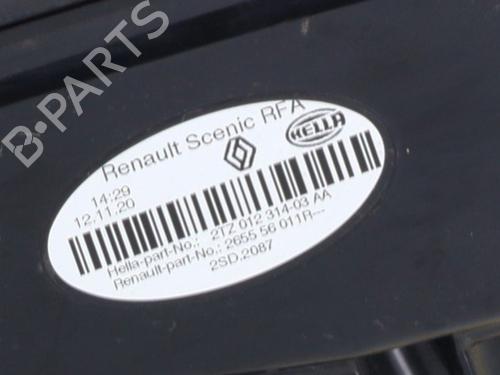 B-PARTS
Renault Scenic RFA
HELLA
14:29
12.11.20
Hella-part-No.: 2TZ 012 314-03 AA
Renault-part-No.: 2655 56 011R---
2SD.2087